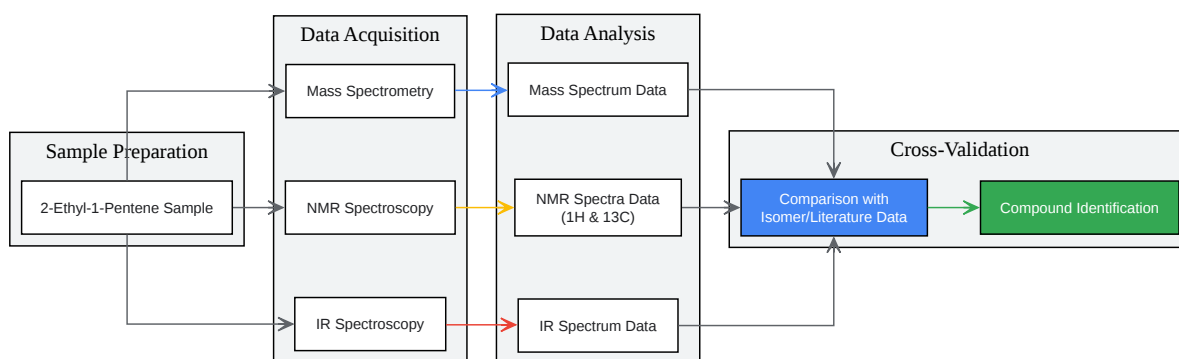 Data Acquisition
Data Analysis
Mass Spectrometry
Mass Spectrum Data
Sample Preparation
Cross-Validation
2-Ethyl-1-Pentene Sample
NMR Spectroscopy
NMR Spectra Data
(1H & 13C)
Comparison with
Isomer/Literature Data
Compound Identification
IR Spectroscopy
IR Spectrum Data